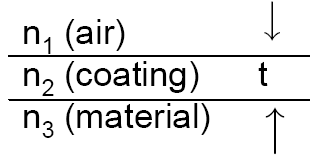 n₁ (air)
n₂ (coating) t
n₃ (material)